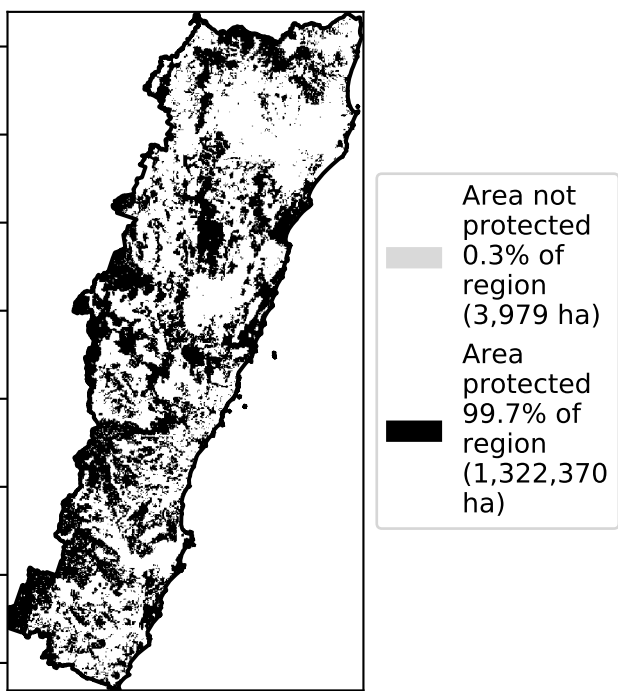 Area not
protected
0.3% of
region
(3,979 ha)
Area
protected
99.7% of
region
(1,322,370
ha)